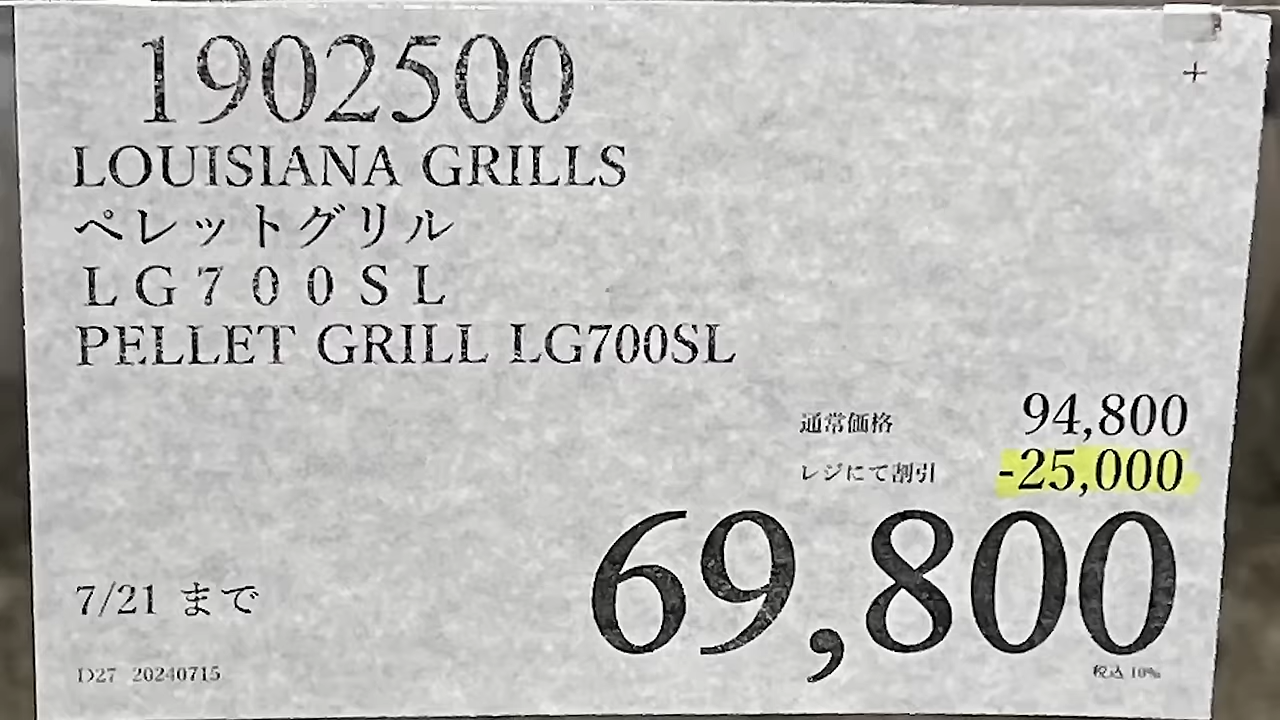 1902500
+
LOUISIANA GRILLS
ペレットグリル
LG700SL
PELLET GRILL LG700SL
通常価格 94,800
レジにて割引 -25,000
69,800
7/21 まで
D27 20240715
税込 10%